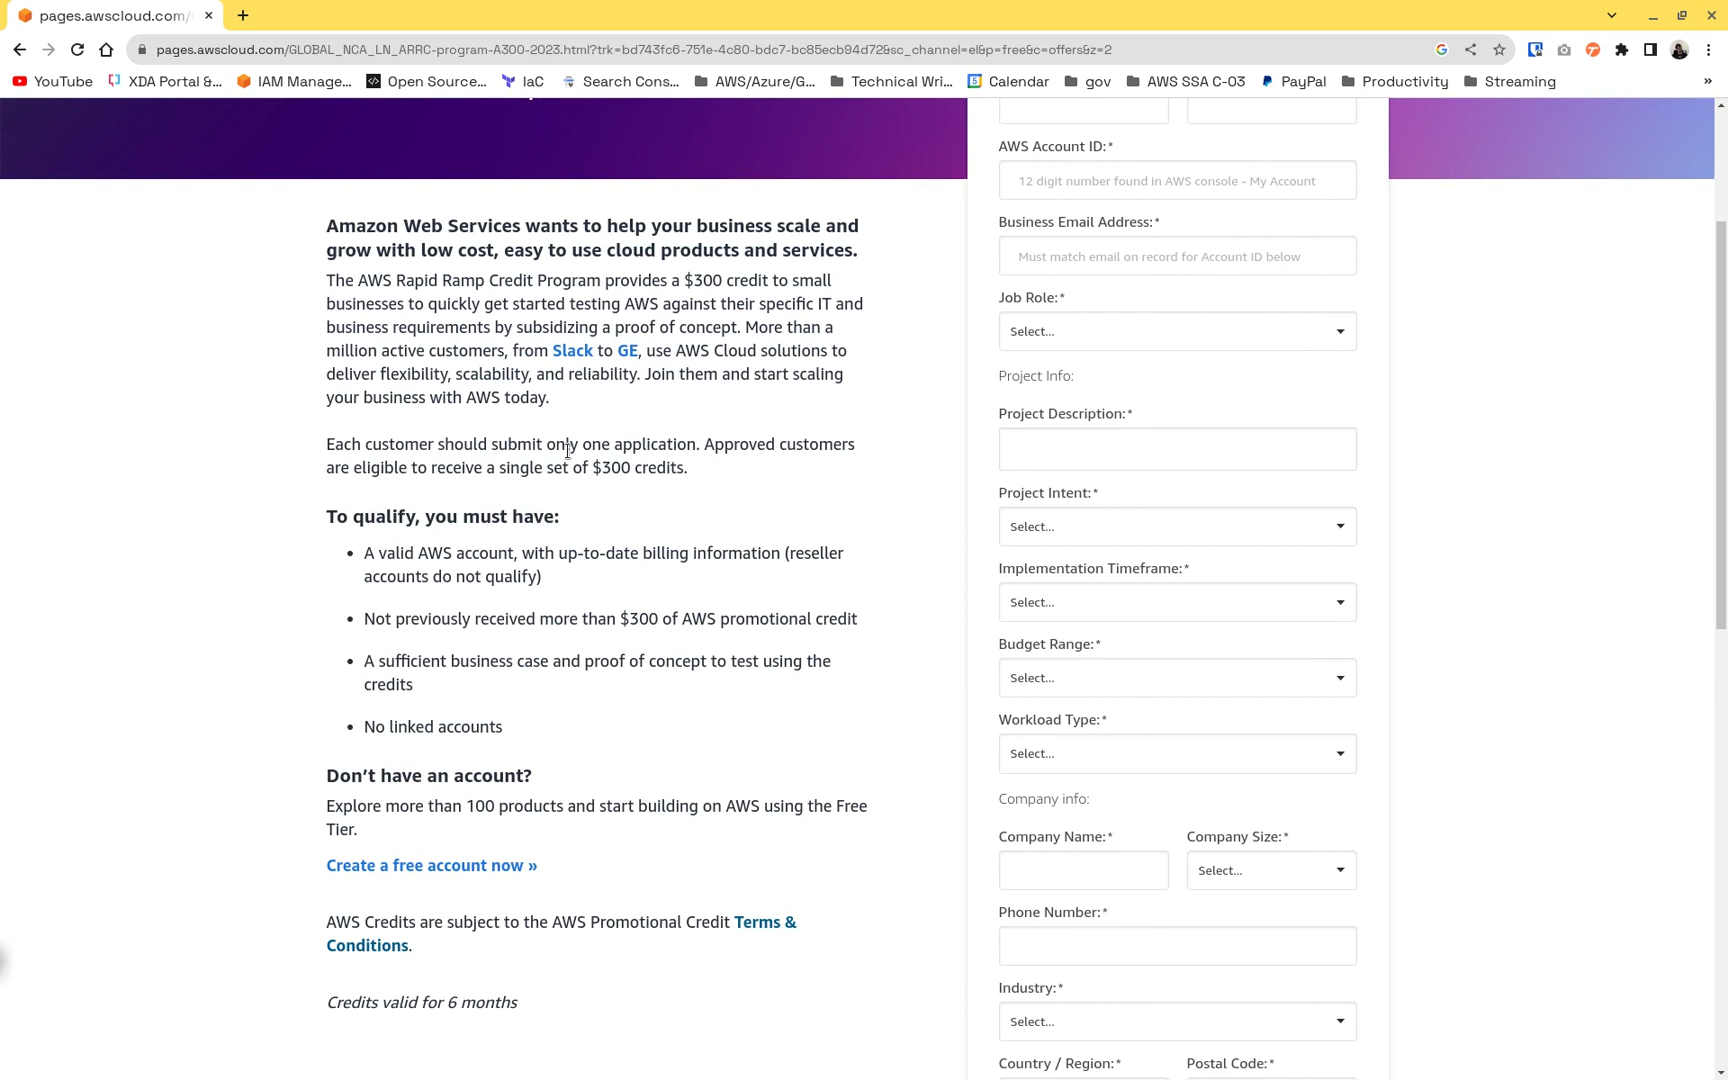 pages.awscloud.com/
pages.awscloud.com/GLOBAL_NCA_LN_ARRC-program-A300-2023.html?trk=bd743fc6-751e-4c80-bdc7-bc85ecb94d72&sc_channel=el&p=free&c=offers&z=2
YouTube
XDA Portal &...
IAM Manage...
Open Source...
IaC
Search Cons...
AWS/Azure/G...
Technical Wri...
Calendar
gov
AWS SSA C-03
PayPal
Productivity
Streaming
»
Amazon Web Services wants to help your business scale and
grow with low cost, easy to use cloud products and services.
The AWS Rapid Ramp Credit Program provides a $300 credit to small
businesses to quickly get started testing AWS against their specific IT and
business requirements by subsidizing a proof of concept. More than a
million active customers, from Slack to GE, use AWS Cloud solutions to
deliver flexibility, scalability, and reliability. Join them and start scaling
your business with AWS today.
Each customer should submit only one application. Approved customers
are eligible to receive a single set of $300 credits.
To qualify, you must have:
• A valid AWS account, with up-to-date billing information (reseller
accounts do not qualify)
• Not previously received more than $300 of AWS promotional credit
• A sufficient business case and proof of concept to test using the
credits
• No linked accounts
Don’t have an account?
Explore more than 100 products and start building on AWS using the Free
Tier.
Create a free account now »
AWS Credits are subject to the AWS Promotional Credit Terms &
Conditions.
Credits valid for 6 months
AWS Account ID:*
12 digit number found in AWS console - My Account
Business Email Address:*
Must match email on record for Account ID below
Job Role:*
Select...
Project Info:
Project Description:*
Project Intent:*
Select...
Implementation Timeframe:*
Select...
Budget Range:*
Select...
Workload Type:*
Select...
Company info:
Company Name:* Company Size:*
Select...
Phone Number:*
Industry:*
Select...
Country / Region:* Postal Code:*